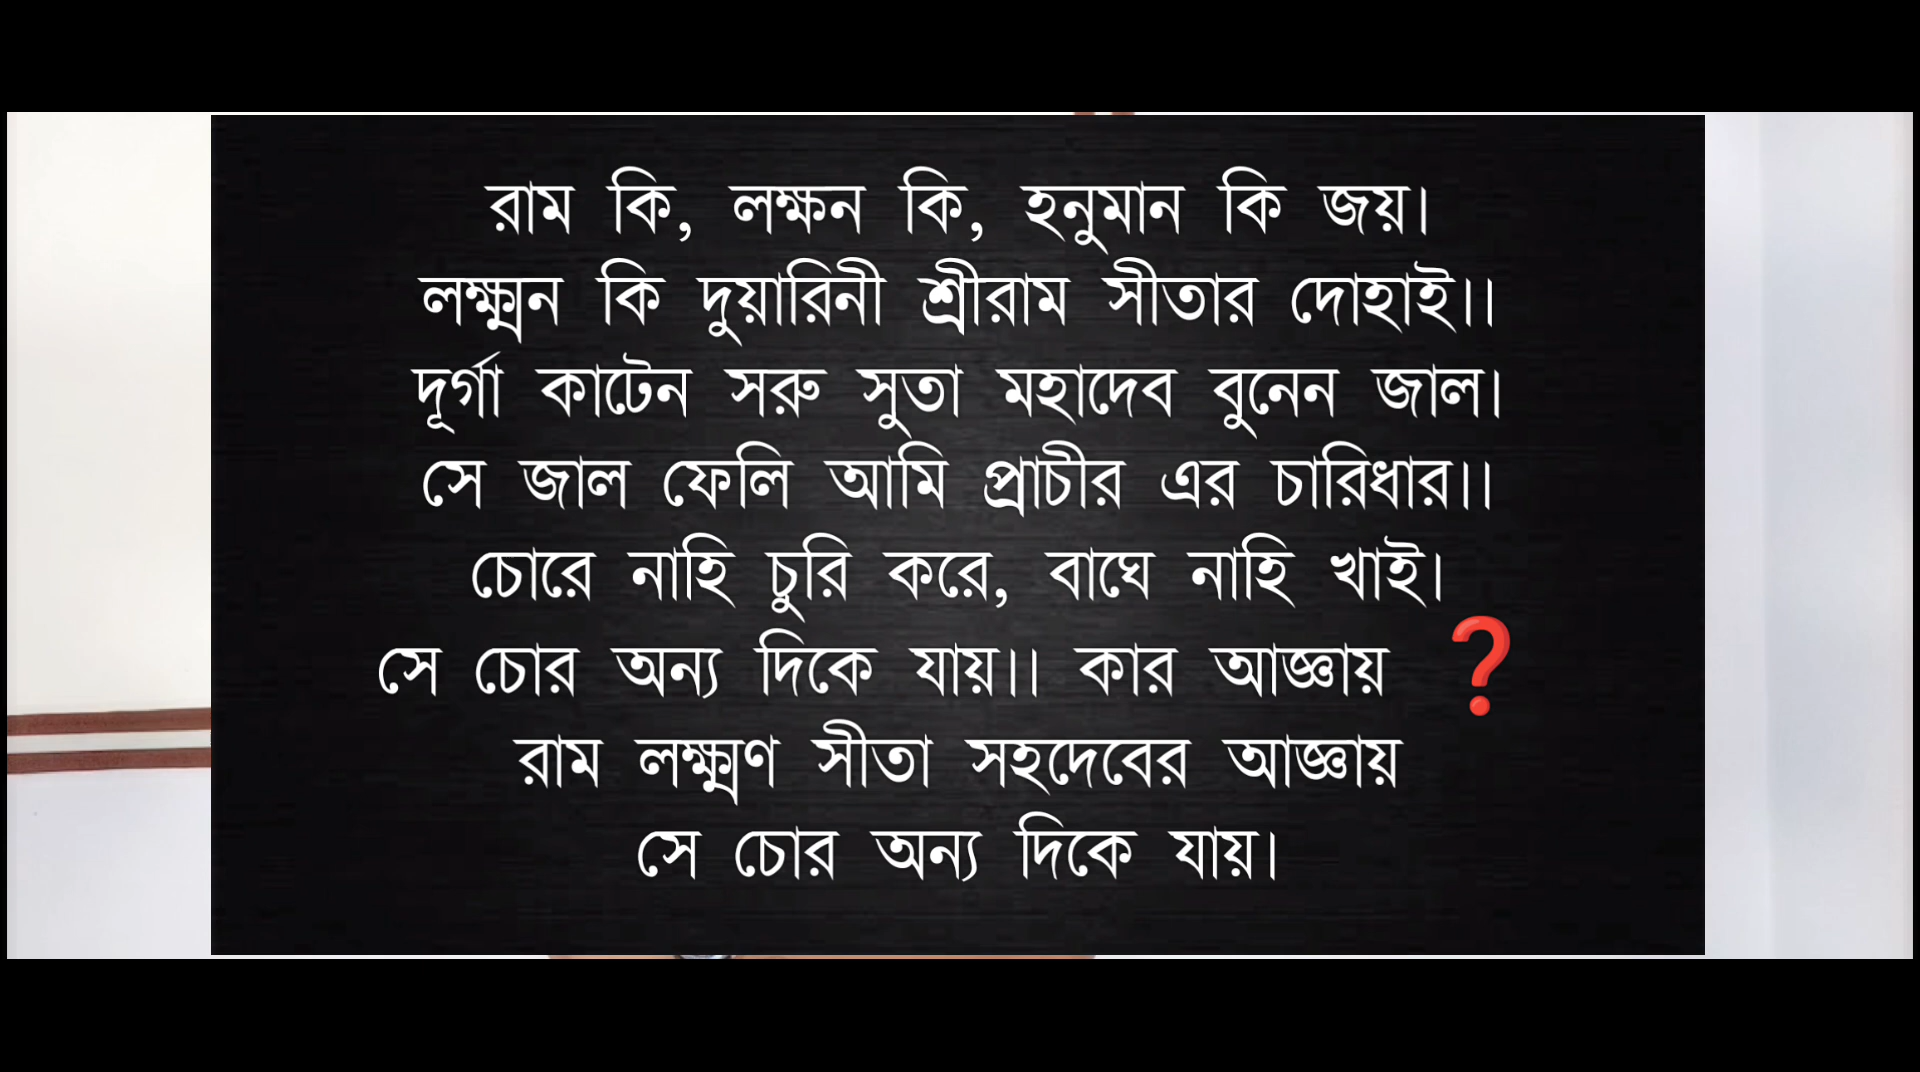 রাম কি, লক্ষন কি, হনুমান কি জয়।
লক্ষ্মন কি দুয়ারিনী শ্রীরাম সীতার দোহাই।।
দূর্গা কাটেন সরু সুতা মহাদেব বুনেন জাল।
সে জাল ফেলি আমি প্রাচীর এর চারিধার।।
চোরে নাহি চুরি করে, বাঘে নাহি খাই।
সে চোর অন্য দিকে যায়।। কার আজ্ঞায় ❓
রাম লক্ষ্মণ সীতা সহদেবের আজ্ঞায়
সে চোর অন্য দিকে যায়।